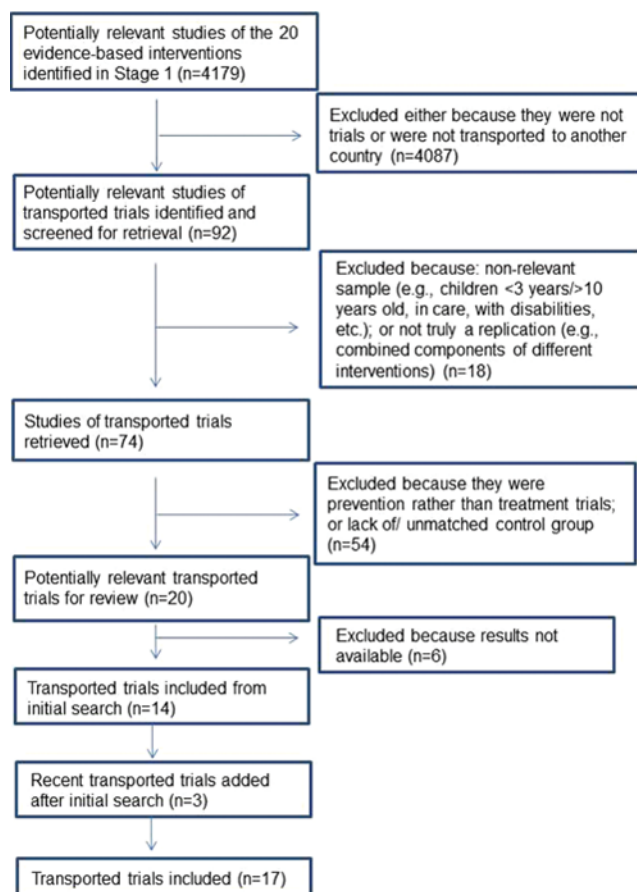 Potentially relevant studies of the 20
evidence-based interventions
identified in Stage 1 (n=4179)
Excluded either because they were not
trials or were not transported to another
country (n=4087)
Potentially relevant studies of
transported trials identified and
screened for retrieval (n=92)
Excluded because: non-relevant
sample (e.g., children <3 years/>10
years old, in care, with disabilities,
etc.); or not truly a replication (e.g.,
combined components of different
interventions) (n=18)
Studies of transported trials
retrieved (n=74)
Excluded because they were
prevention rather than treatment trials;
or lack of/ unmatched control group
(n=54)
Potentially relevant transported
trials for review (n=20)
Excluded because results not
available (n=6)
Transported trials included from
initial search (n=14)
Recent transported trials added
after initial search (n=3)
Transported trials included (n=17)